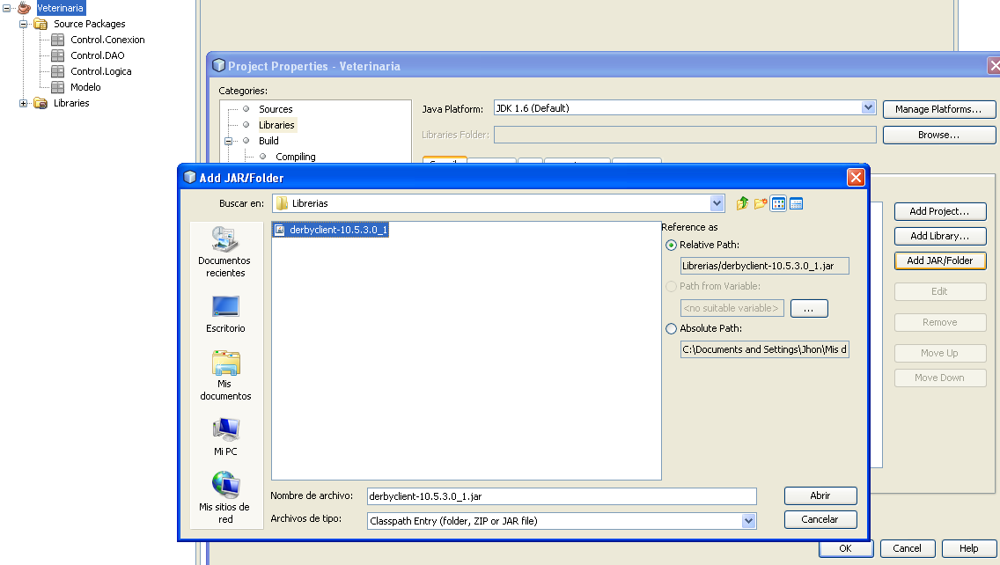 Veterinaria
Source Packages
Control.Conexion
Control.DAO
Control.Logica
Modelo
Libraries
Project Properties - Veterinaria
Categories:
Sources
Libraries
Build
Compiling
Java Platform:
JDK 1.6 (Default)
Manage Platforms...
Libraries Folder:
Browse...
Add JAR/Folder
Buscar en:
Librerias
derbyclient-10.5.3.0_1
Documentos
recientes
Escritorio
Mis
documentos
Mi PC
Mis sitios de
red
Reference as
Relative Path:
Librerias/derbyclient-10.5.3.0_1.jar
Path from Variable:
<no suitable variable>
...
Absolute Path:
C:\Documents and Settings\Jhon\Mis d
Nombre de archivo:
derbyclient-10.5.3.0_1.jar
Abrir
Archivos de tipo:
Classpath Entry (folder, ZIP or JAR file)
Cancelar
Add Project...
Add Library...
Add JAR/Folder
Edit
Remove
Move Up
Move Down
OK
Cancel
Help